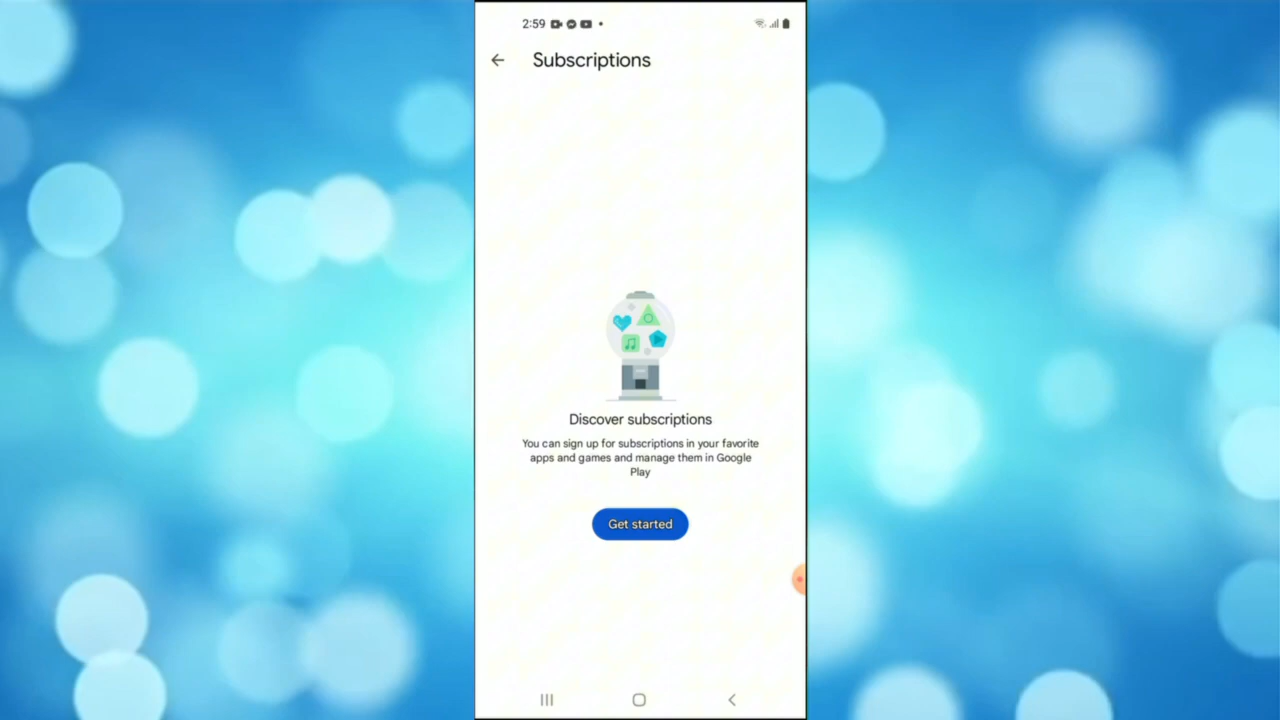 2:59
Subscriptions
Discover subscriptions
You can sign up for subscriptions in your favorite
apps and games and manage them in Google
Play
Get started